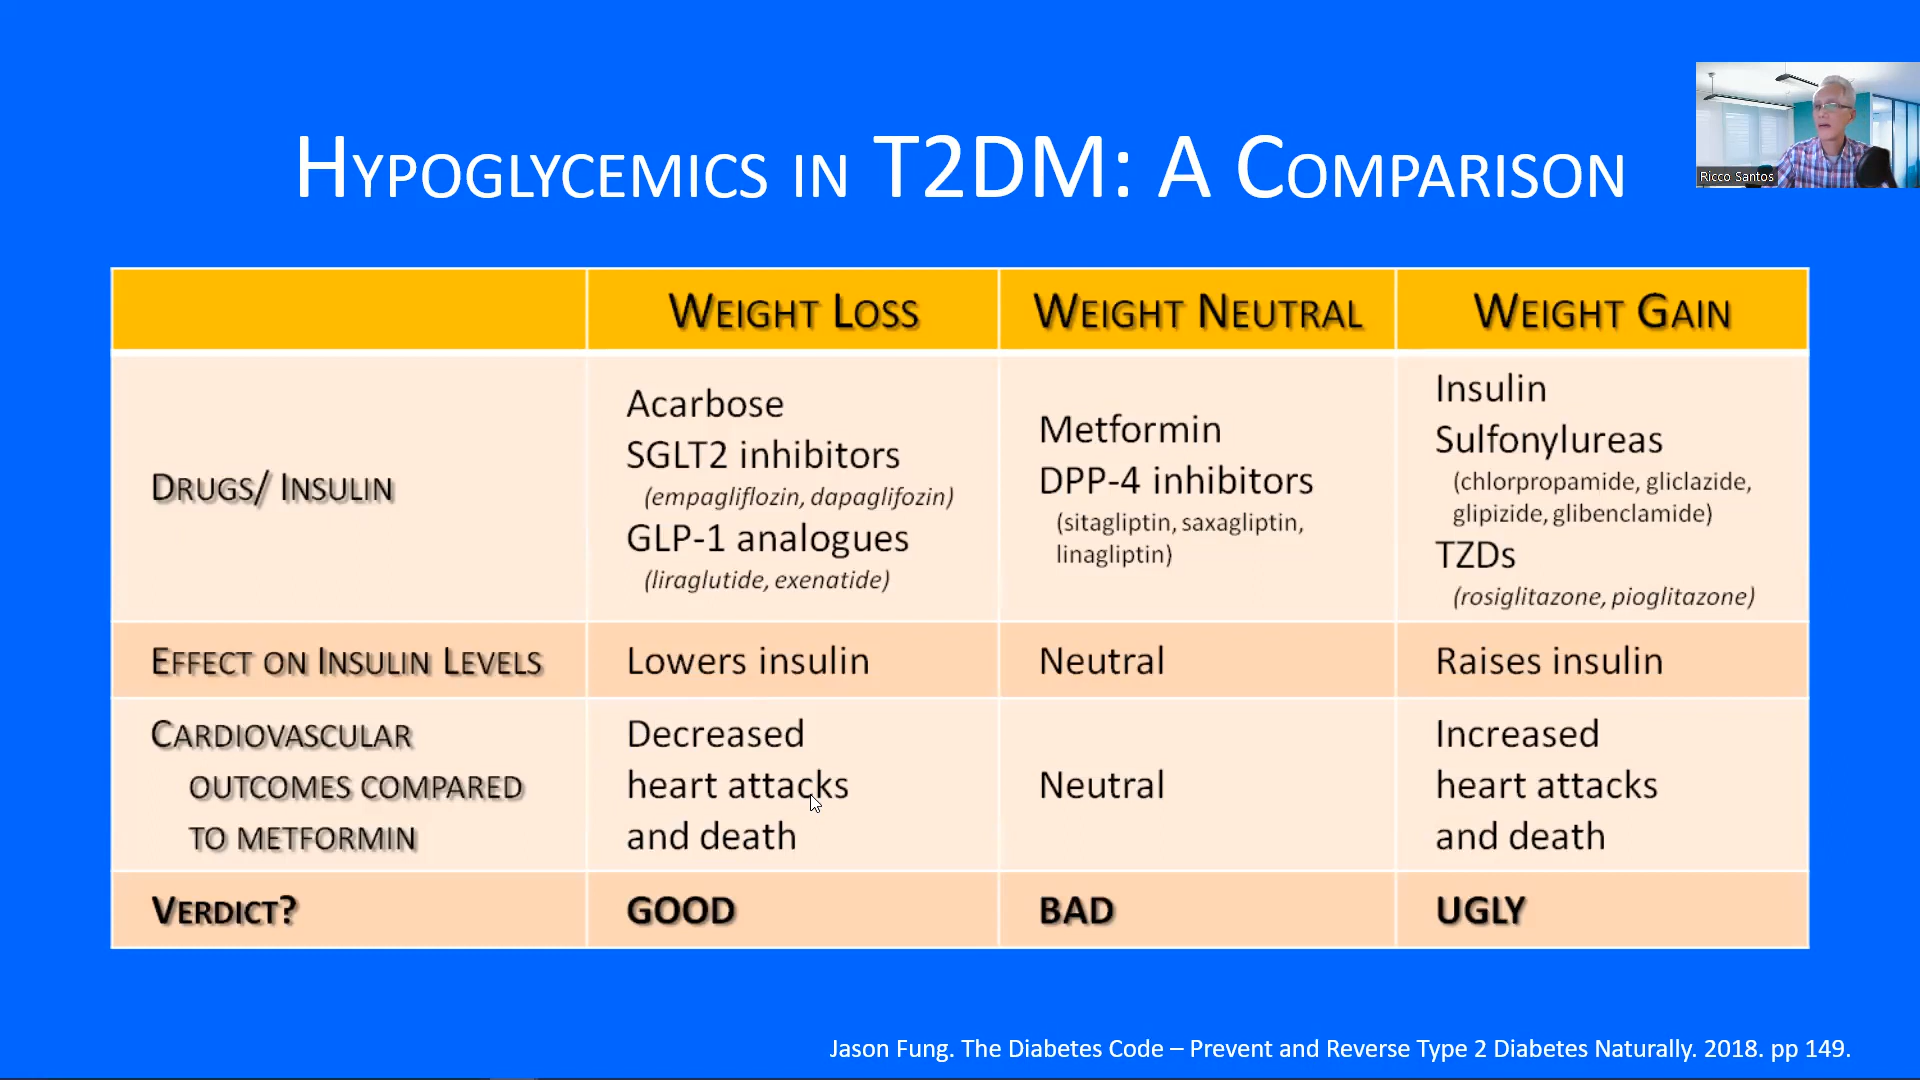 Hypoglycemics in T2DM: A Comparison
Ricco Santos
Weight Loss
Weight Neutral
Weight Gain
Drugs/ Insulin
Acarbose
SGLT2 inhibitors
(empagliflozin, dapaglifozin)
GLP-1 analogues
(liraglutide, exenatide)
Metformin
DPP-4 inhibitors
(sitagliptin, saxagliptin,
linagliptin)
Insulin
Sulfonylureas
(chlorpropamide, gliclazide,
glipizide, glibenclamide)
TZDs
(rosiglitazone, pioglitazone)
Effect on Insulin Levels
Lowers insulin
Neutral
Raises insulin
Cardiovascular
outcomes compared
to metformin
Decreased
heart attacks
and death
Neutral
Increased
heart attacks
and death
Verdict?
GOOD
BAD
UGLY
Jason Fung. The Diabetes Code – Prevent and Reverse Type 2 Diabetes Naturally. 2018. pp 149.